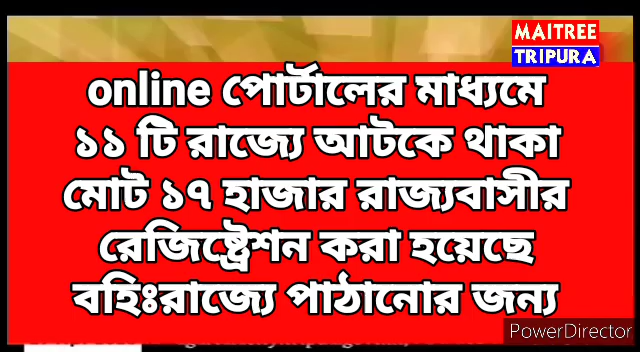 MAITREE
TRIPURA
online পোর্টালের মাধ্যমে
১১ টি রাজ্যে আটকে থাকা
মোট ১৭ হাজার রাজ্যবাসীর
রেজিষ্ট্রেশন করা হয়েছে
বহিঃরাজ্যে পাঠানোর জন্য
PowerDirector